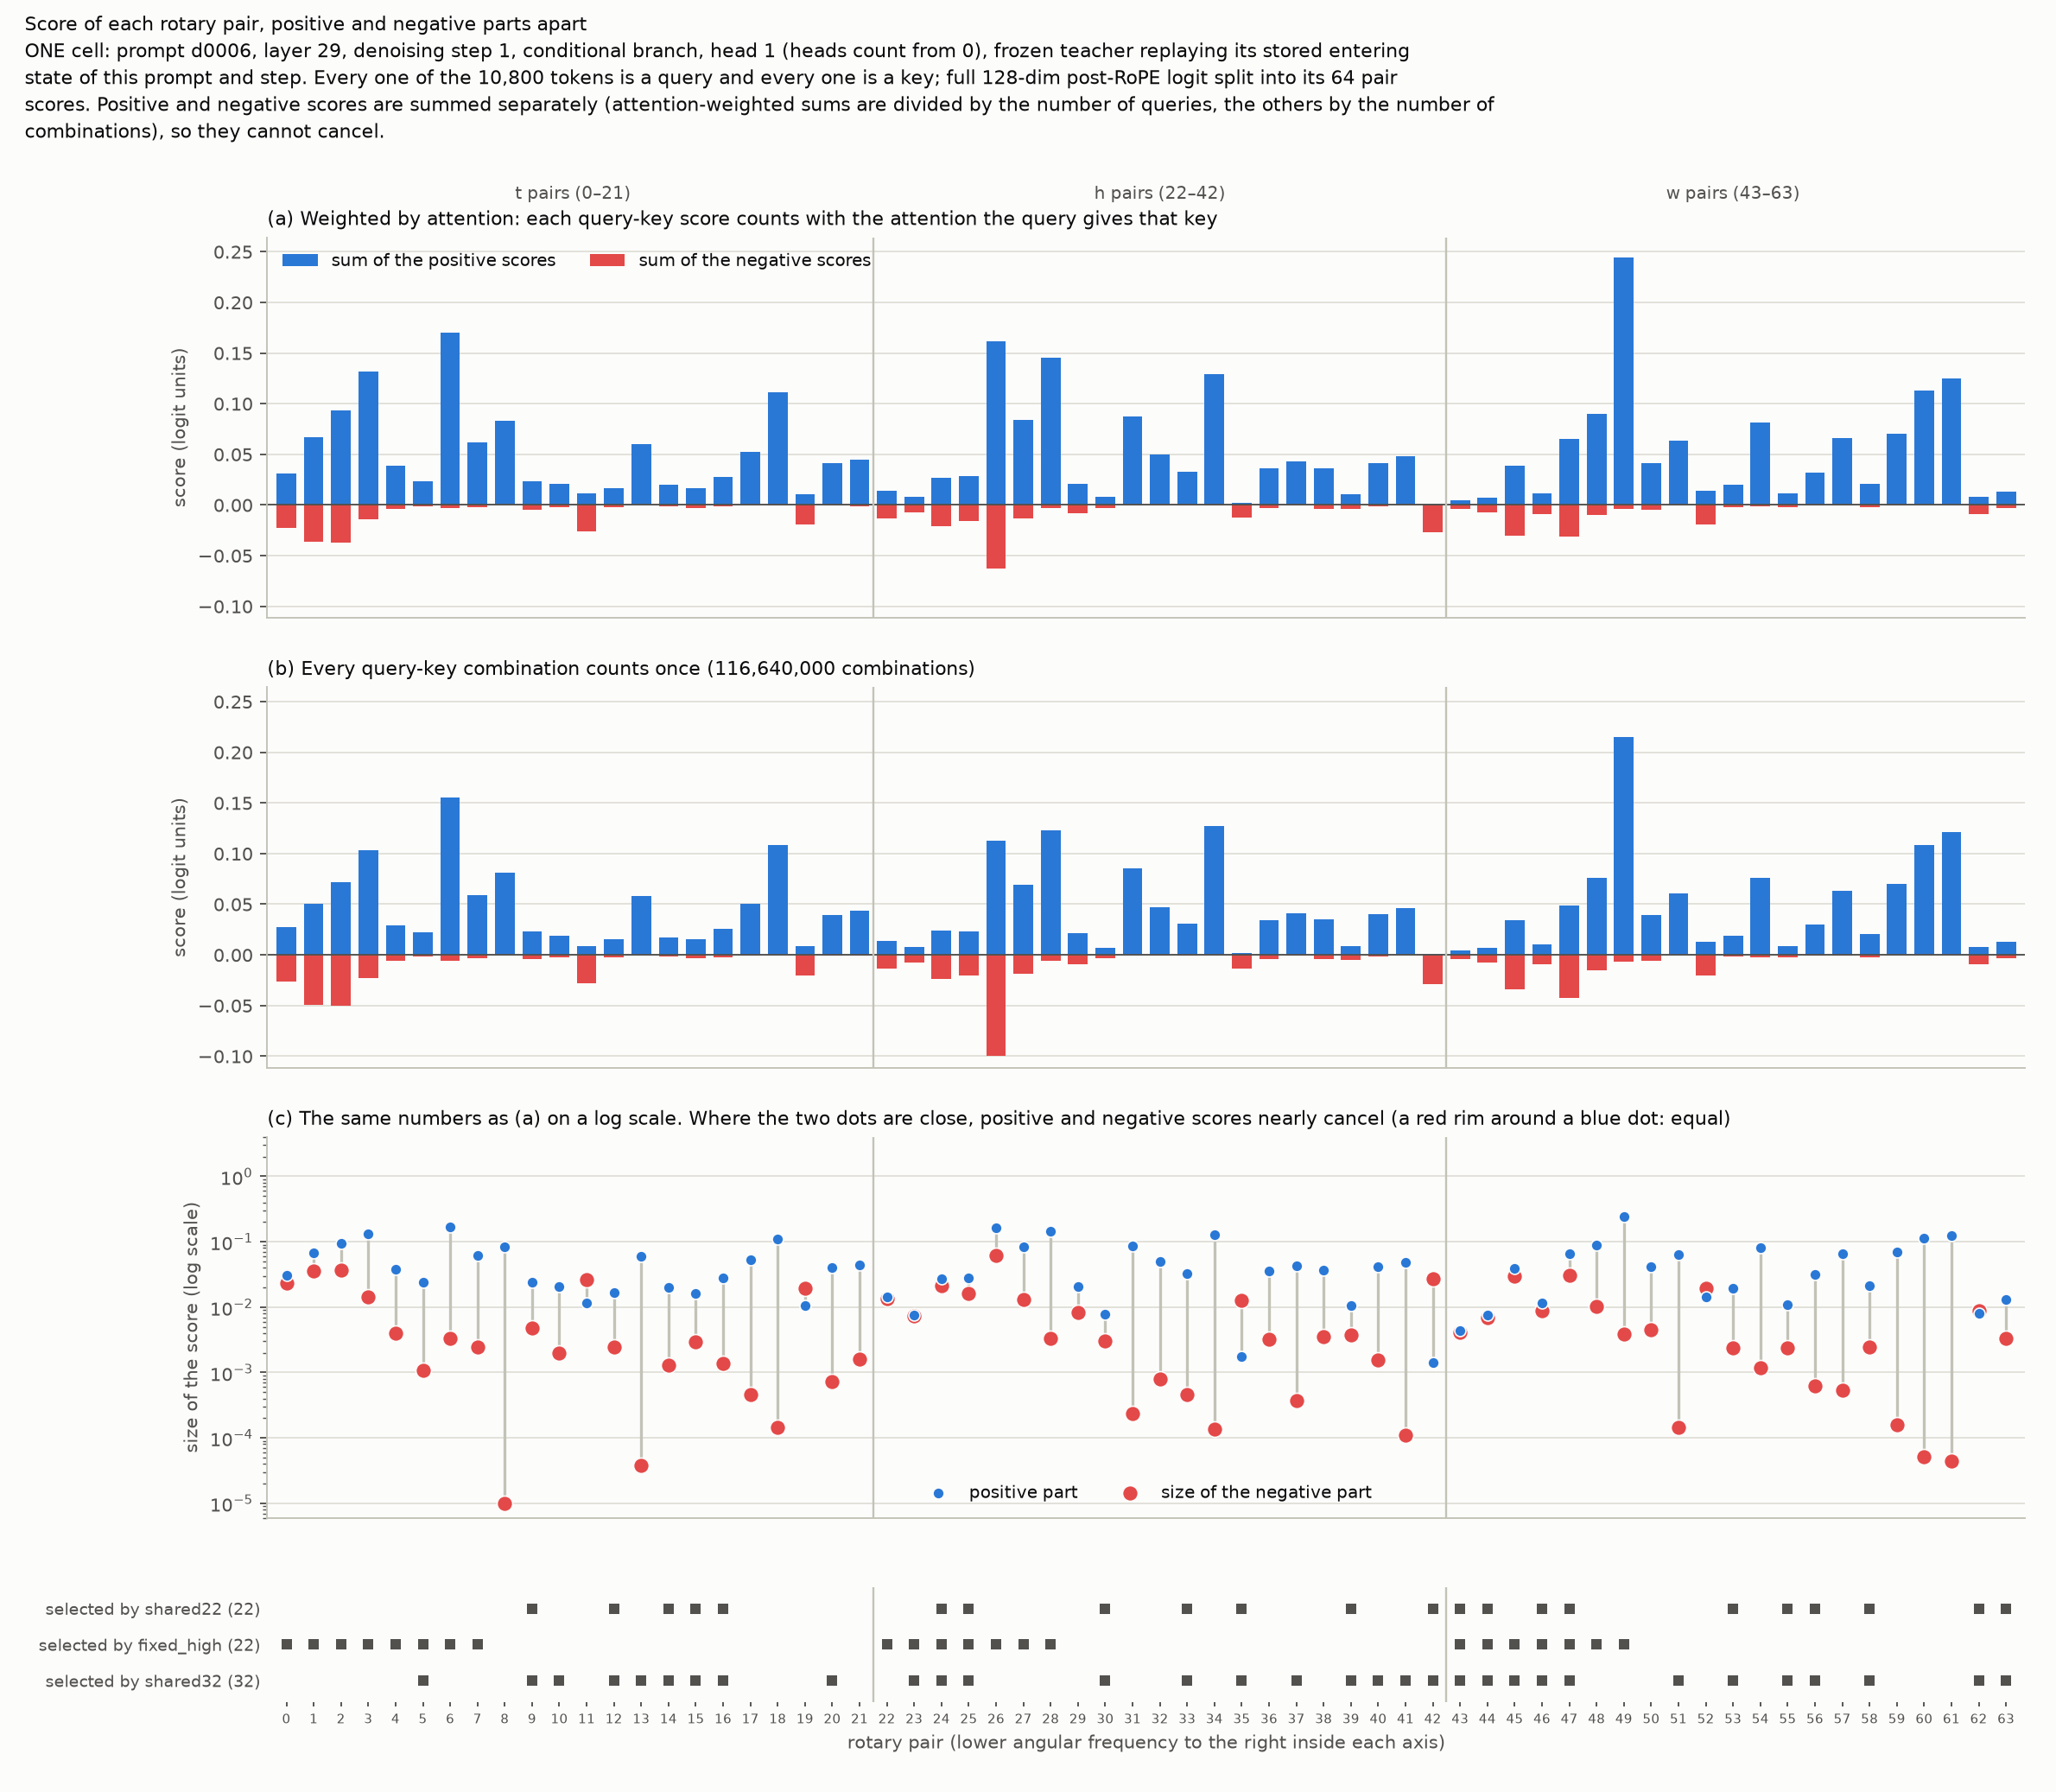 Score of each rotary pair, positive and negative parts apart
ONE cell: prompt d0006, layer 29, denoising step 1, conditional branch, head 1 (heads count from 0), frozen teacher replaying its stored entering
state of this prompt and step. Every one of the 10,800 tokens is a query and every one is a key; full 128-dim post-RoPE logit split into its 64 pair
scores. Positive and negative scores are summed separately (attention-weighted sums are divided by the number of queries, the others by the number of
combinations), so they cannot cancel.
t pairs (0–21) h pairs (22–42) w pairs (43–63)
(a) Weighted by attention: each query-key score counts with the attention the query gives that key
sum of the positive scores sum of the negative scores
score (logit units)
0.25
0.20
0.15
0.10
0.05
0.00
−0.05
−0.10
(b) Every query-key combination counts once (116,640,000 combinations)
score (logit units)
0.25
0.20
0.15
0.10
0.05
0.00
−0.05
−0.10
(c) The same numbers as (a) on a log scale. Where the two dots are close, positive and negative scores nearly cancel (a red rim around a blue dot: equal)
size of the score (log scale)
10⁰
10⁻¹
10⁻²
10⁻³
10⁻⁴
10⁻⁵
positive part size of the negative part
selected by shared22 (22)
selected by fixed_high (22)
selected by shared32 (32)
0 1 2 3 4 5 6 7 8 9 10 11 12 13 14 15 16 17 18 19 20 21 22 23 24 25 26 27 28 29 30 31 32 33 34 35 36 37 38 39 40 41 42 43 44 45 46 47 48 49 50 51 52 53 54 55 56 57 58 59 60 61 62 63
rotary pair (lower angular frequency to the right inside each axis)